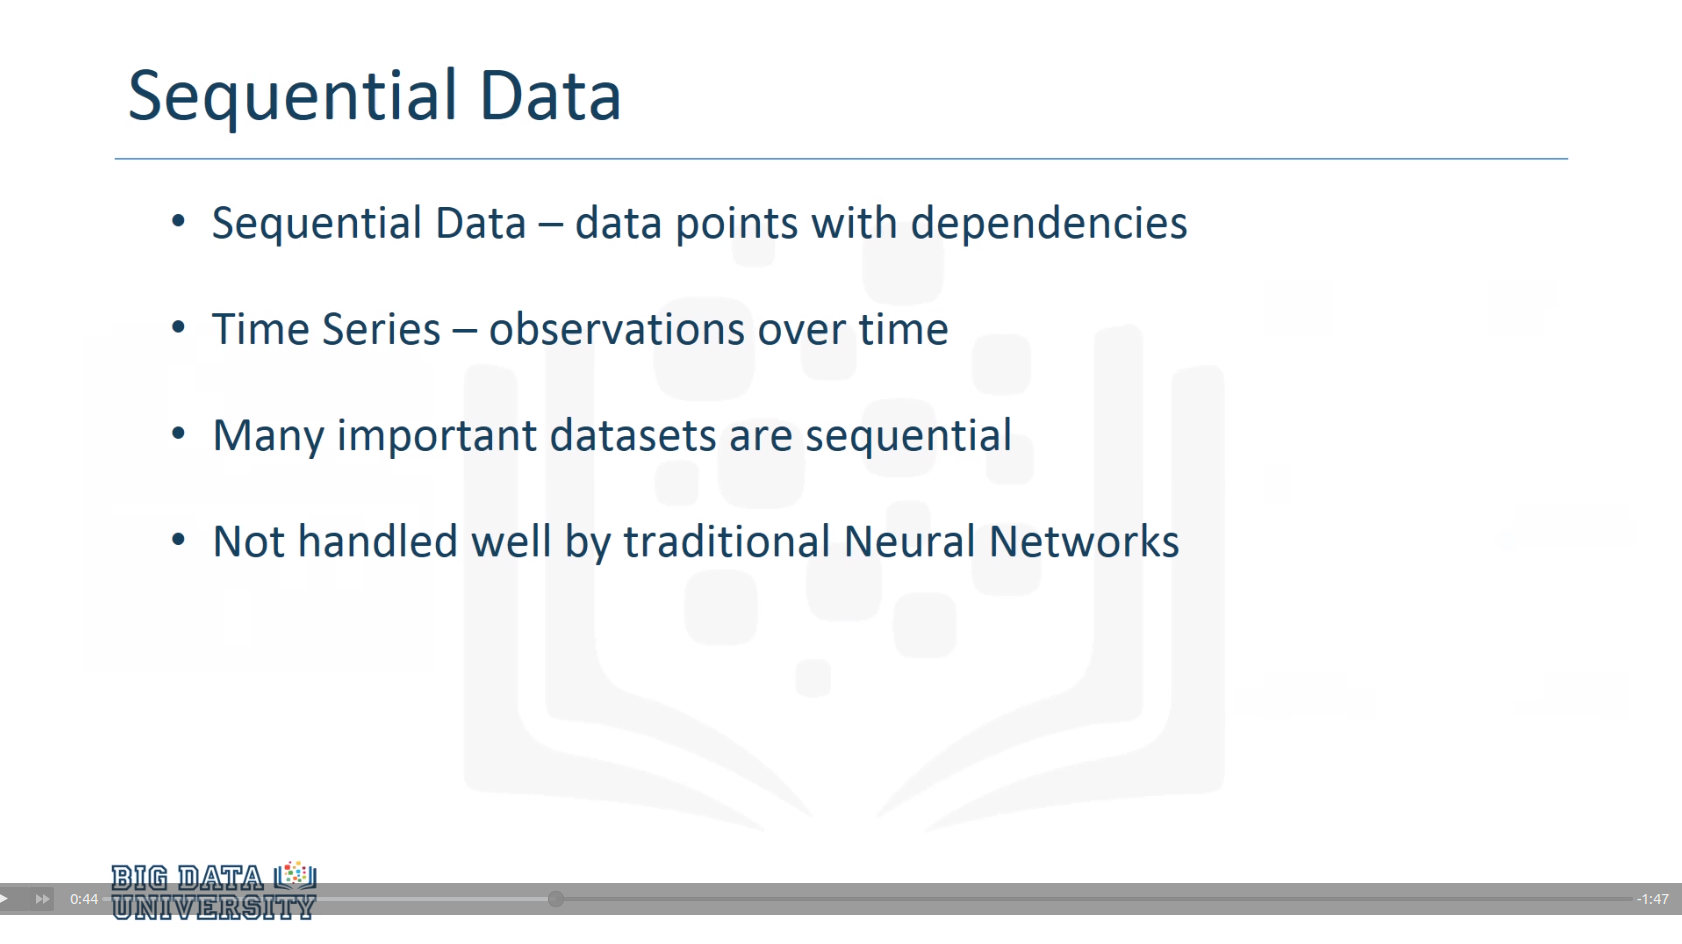 Sequential Data
• Sequential Data – data points with dependencies
• Time Series – observations over time
• Many important datasets are sequential
• Not handled well by traditional Neural Networks
BIG DATA
UNIVERSITY
0:44
-1:47